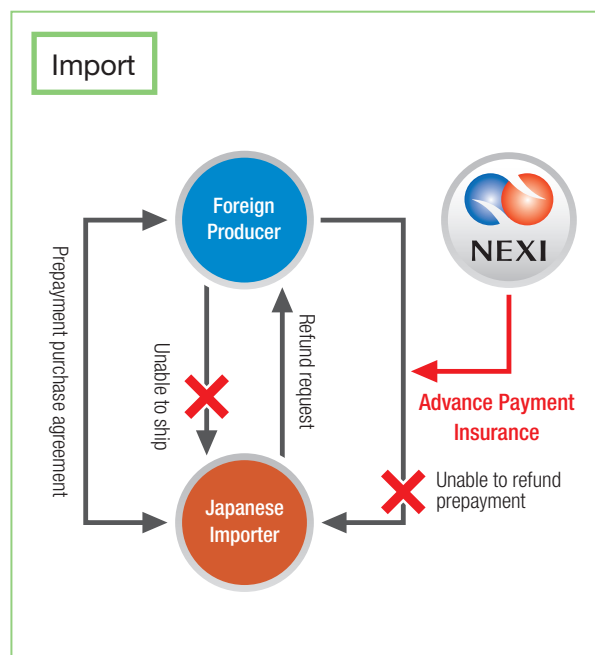 Import
Foreign
Producer
NEXI
Prepayment purchase agreement
Unable to ship
Refund request
Advance Payment
Insurance
Unable to refund
prepayment
Japanese
Importer